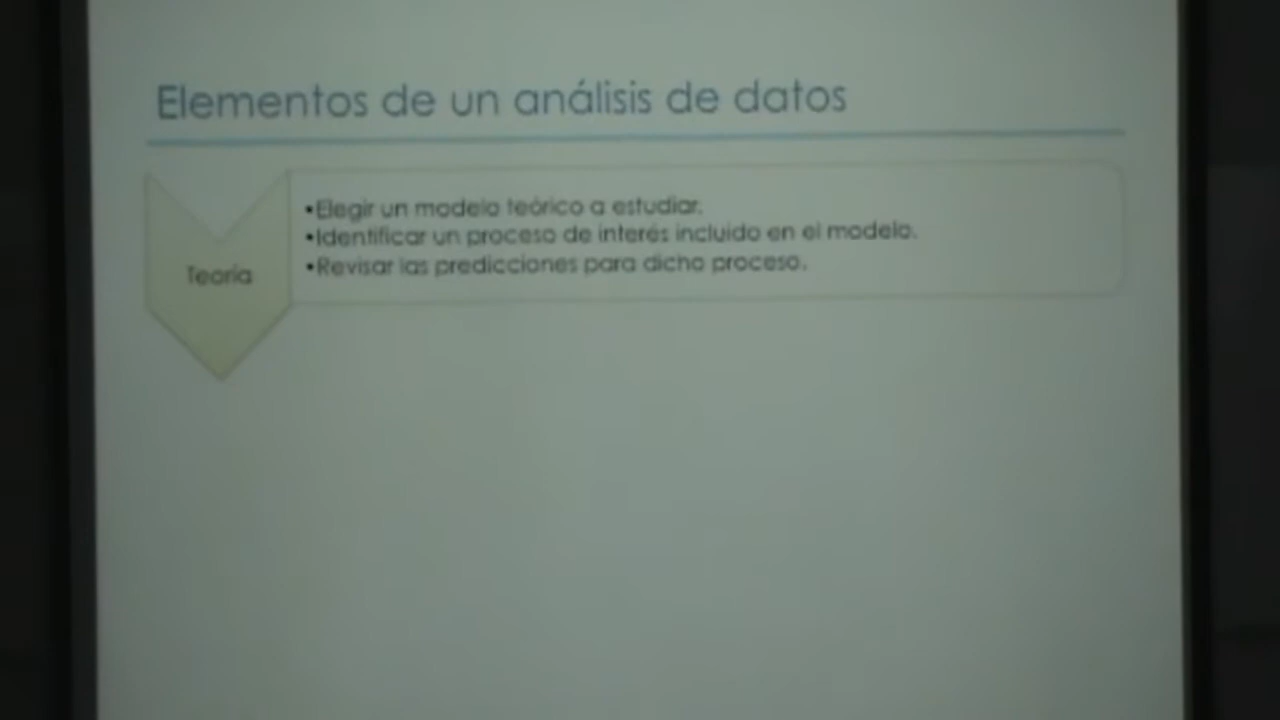 Elementos de un análisis de datos
Teoría
•Elegir un modelo teórico a estudiar.
•Identificar un proceso de interés incluido en el modelo.
•Revisar las predicciones para dicho proceso.